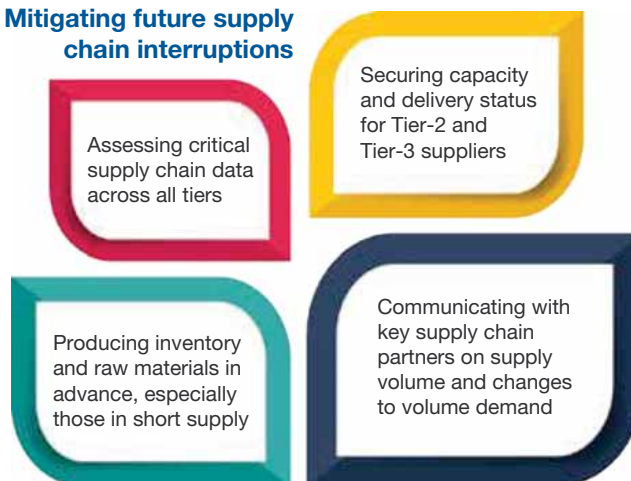 Mitigating future supply
chain interruptions
Assessing critical
supply chain data
across all tiers
Securing capacity
and delivery status
for Tier-2 and
Tier-3 suppliers
Producing inventory
and raw materials in
advance, especially
those in short supply
Communicating with
key supply chain
partners on supply
volume and changes
to volume demand